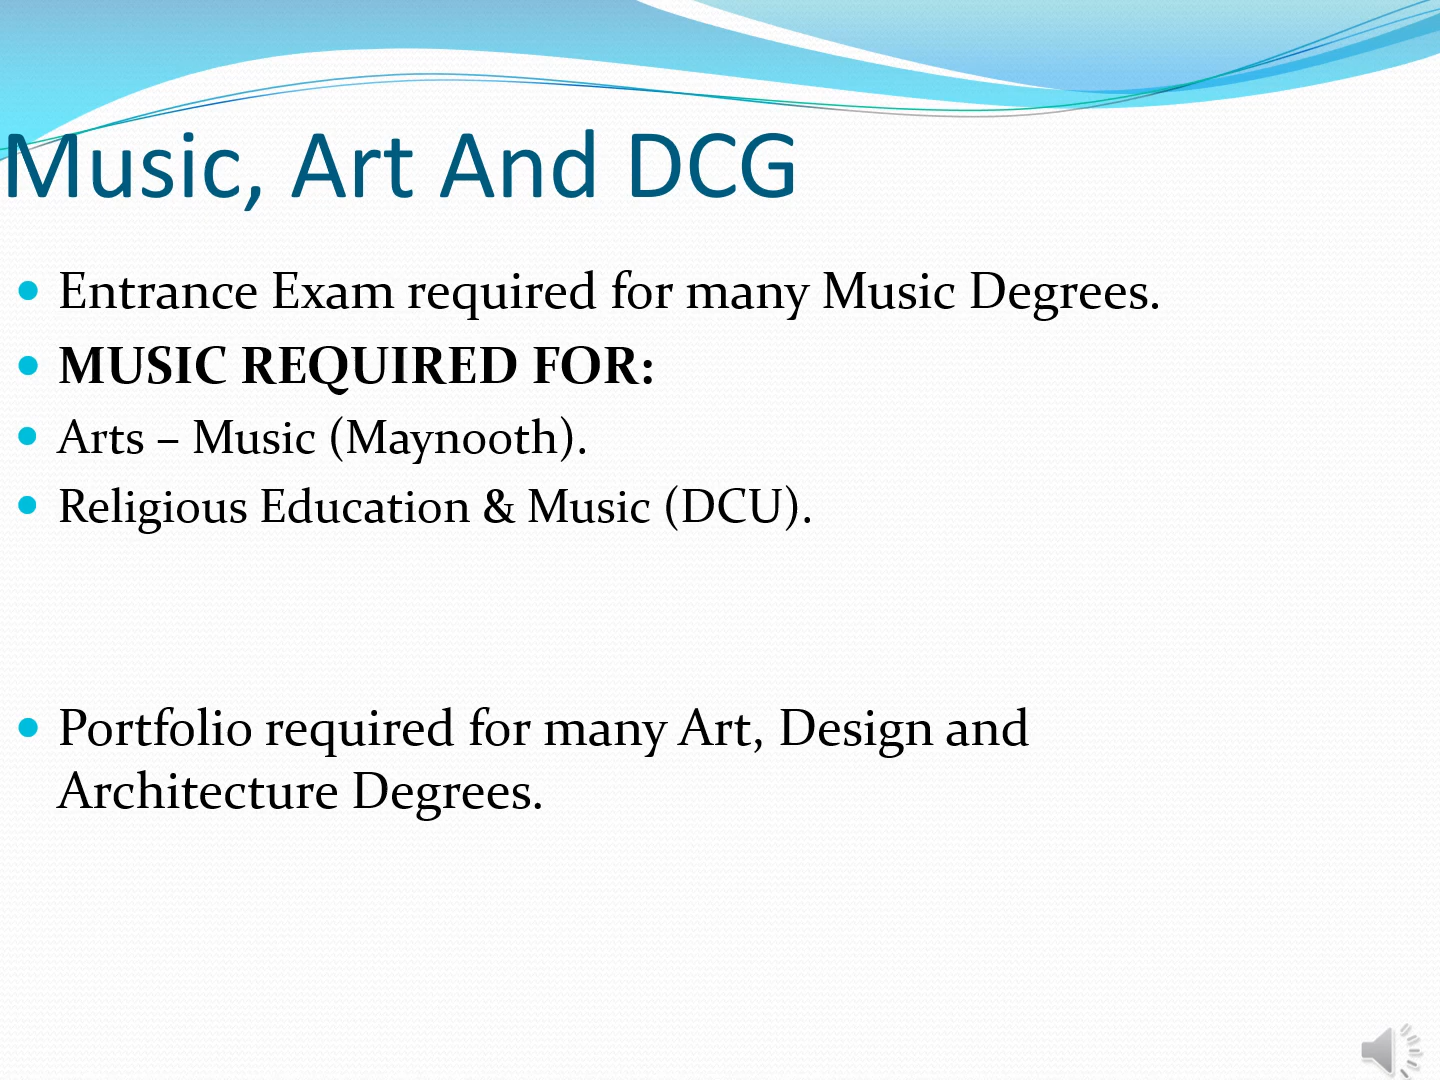 Music, Art And DCG
• Entrance Exam required for many Music Degrees.
• MUSIC REQUIRED FOR:
• Arts – Music (Maynooth).
• Religious Education & Music (DCU).
• Portfolio required for many Art, Design and
Architecture Degrees.